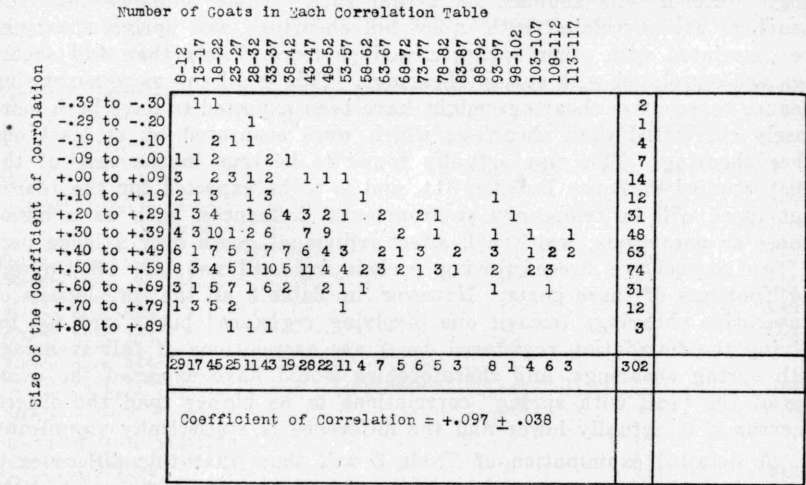 Number of Goats in Each Correlation Table
Size of the Coefficient of Correlation
8-12 13-17 18-22 23-27 28-32 33-37 38-42 43-47 48-52 53-57 58-62 63-67 68-72 73-77 78-82 83-87 88-92 93-97 98-102 103-107 108-112 113-117
-.39 to -.30 1 1 2
-.29 to -.20 1 1
-.19 to -.10 2 1 1 4
-.09 to -.00 1 1 2 2 1 7
+.00 to +.09 3 2 3 1 2 1 1 1 14
+.10 to +.19 2 1 4 1 1 1 1 1 12
+.20 to +.29 1 3 4 2 4 3 1 2 2 1 31
+.30 to +.39 4 3 10 1 2 6 7 9 2 1 1 1 1 48
+.40 to +.49 6 7 5 2 1 3 2 1 2 3 1 2 2 63
+.50 to +.59 8 3 4 5 1 10 5 11 4 4 2 3 2 3 1 2 1 74
+.60 to +.69 3 1 5 7 1 2 2 1 1 1 31
+.70 to +.79 1 1 5 3 1 12
+.80 to +.89 1 1 1 3
29 17 45 25 11 43 19 28 22 11 4 7 7 5 6 5 3 1 4 6 3 302
Coefficient of Correlation = +.097 ± .038